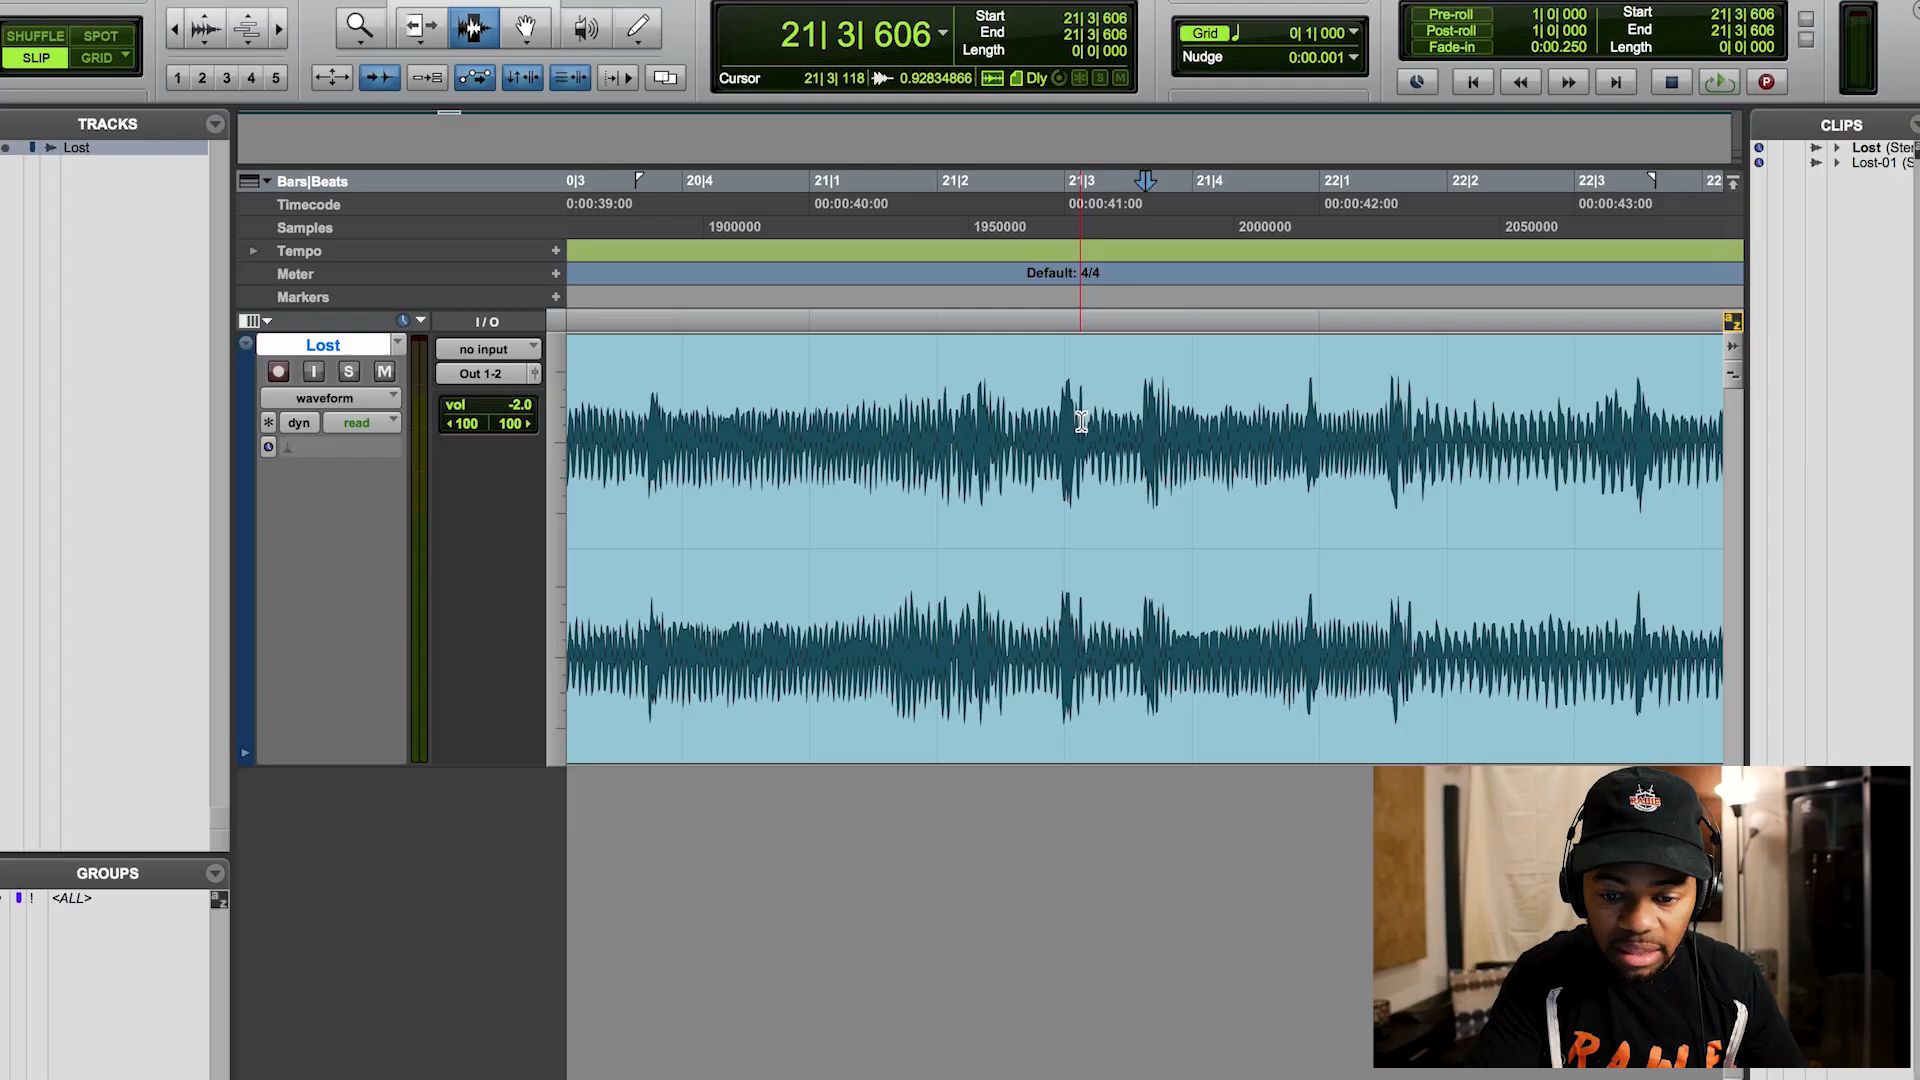 SHUFFLE SPOT
SLIP GRID
1 2 3 4 5
21| 3| 606
Start 21| 3| 606
End 21| 3| 606
Length 0| 0| 000
Cursor 21| 3| 118 0.92834866 Dly S M
Grid 0| 1| 000
Nudge 0:00.001
Pre-roll 1| 0| 000
Post-roll 1| 0| 000
Fade-in 0:00.250
Start 21| 3| 606
End 21| 3| 606
Length 0| 0| 000
P
TRACKS
Lost
CLIPS
Lost (Ste
Lost-01 (S
Bars|Beats 0|3 20|4 21|1 21|2 21|3 21|4 22|1 22|2 22|3 22
Timecode 0:00:39:00 00:00:40:00 00:00:41:00 00:00:42:00 00:00:43:00
Samples 1900000 1950000 2000000 2050000
Tempo +
Meter + Default: 4/4
Markers +
I / O
a z
Lost
I S M
no input
Out 1-2
waveform
dyn read
vol -2.0
100 100
GROUPS
! <ALL>
a z
RAWE
RAWE